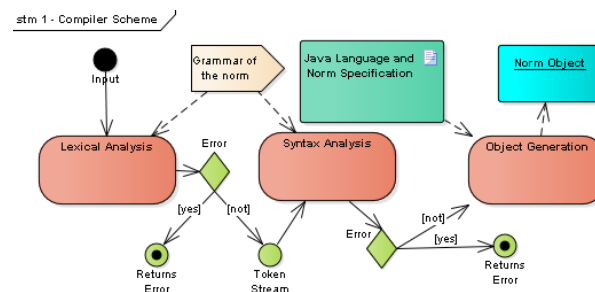 stm 1 - Compiler Scheme
Input
Grammar of
the norm
Java Language and
Norm Specification
Norm Object
Lexical Analysis
Error
Syntax Analysis
Object Generation
[yes]
[not]
Returns
Error
Token
Stream
Error
[not]
[yes]
Returns
Error